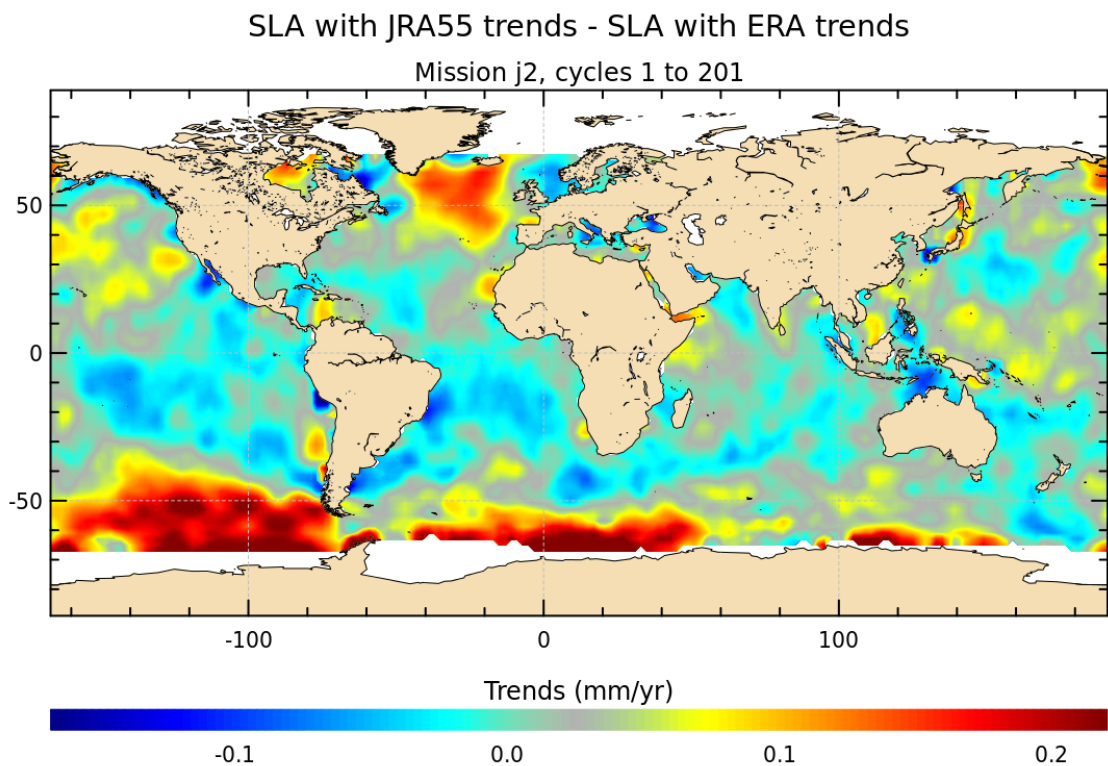 SLA with JRA55 trends - SLA with ERA trends
Mission j2, cycles 1 to 201
50
0
-50
-100 0 100
Trends (mm/yr)
-0.1 0.0 0.1 0.2